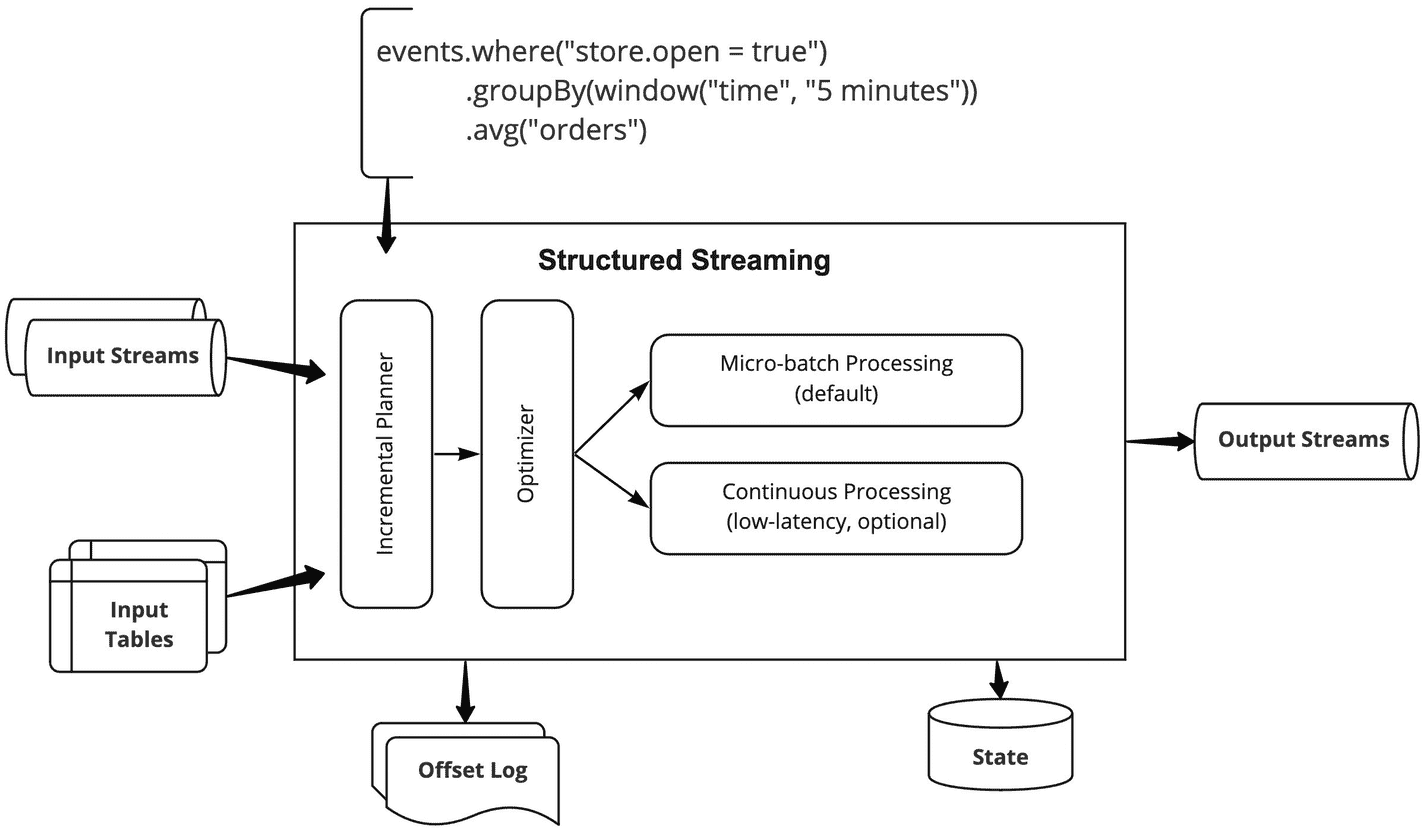 events.where("store.open = true")
.groupBy(window("time", "5 minutes"))
.avg("orders")
Structured Streaming
Input Streams
Input
Tables
Incremental Planner
Optimizer
Micro-batch Processing
(default)
Continuous Processing
(low-latency, optional)
Output Streams
Offset Log
State